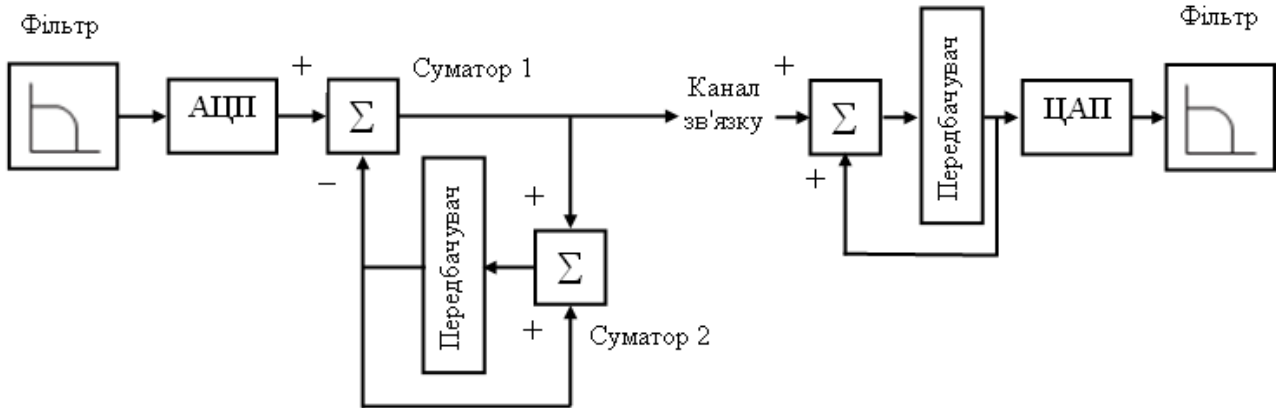 Фільтр
АЦП
+
Σ
Суматор 1
−
Передбачувач
+
Σ
+
Суматор 2
Канал
зв'язку
+
Σ
+
Передбачувач
ЦАП
Фільтр